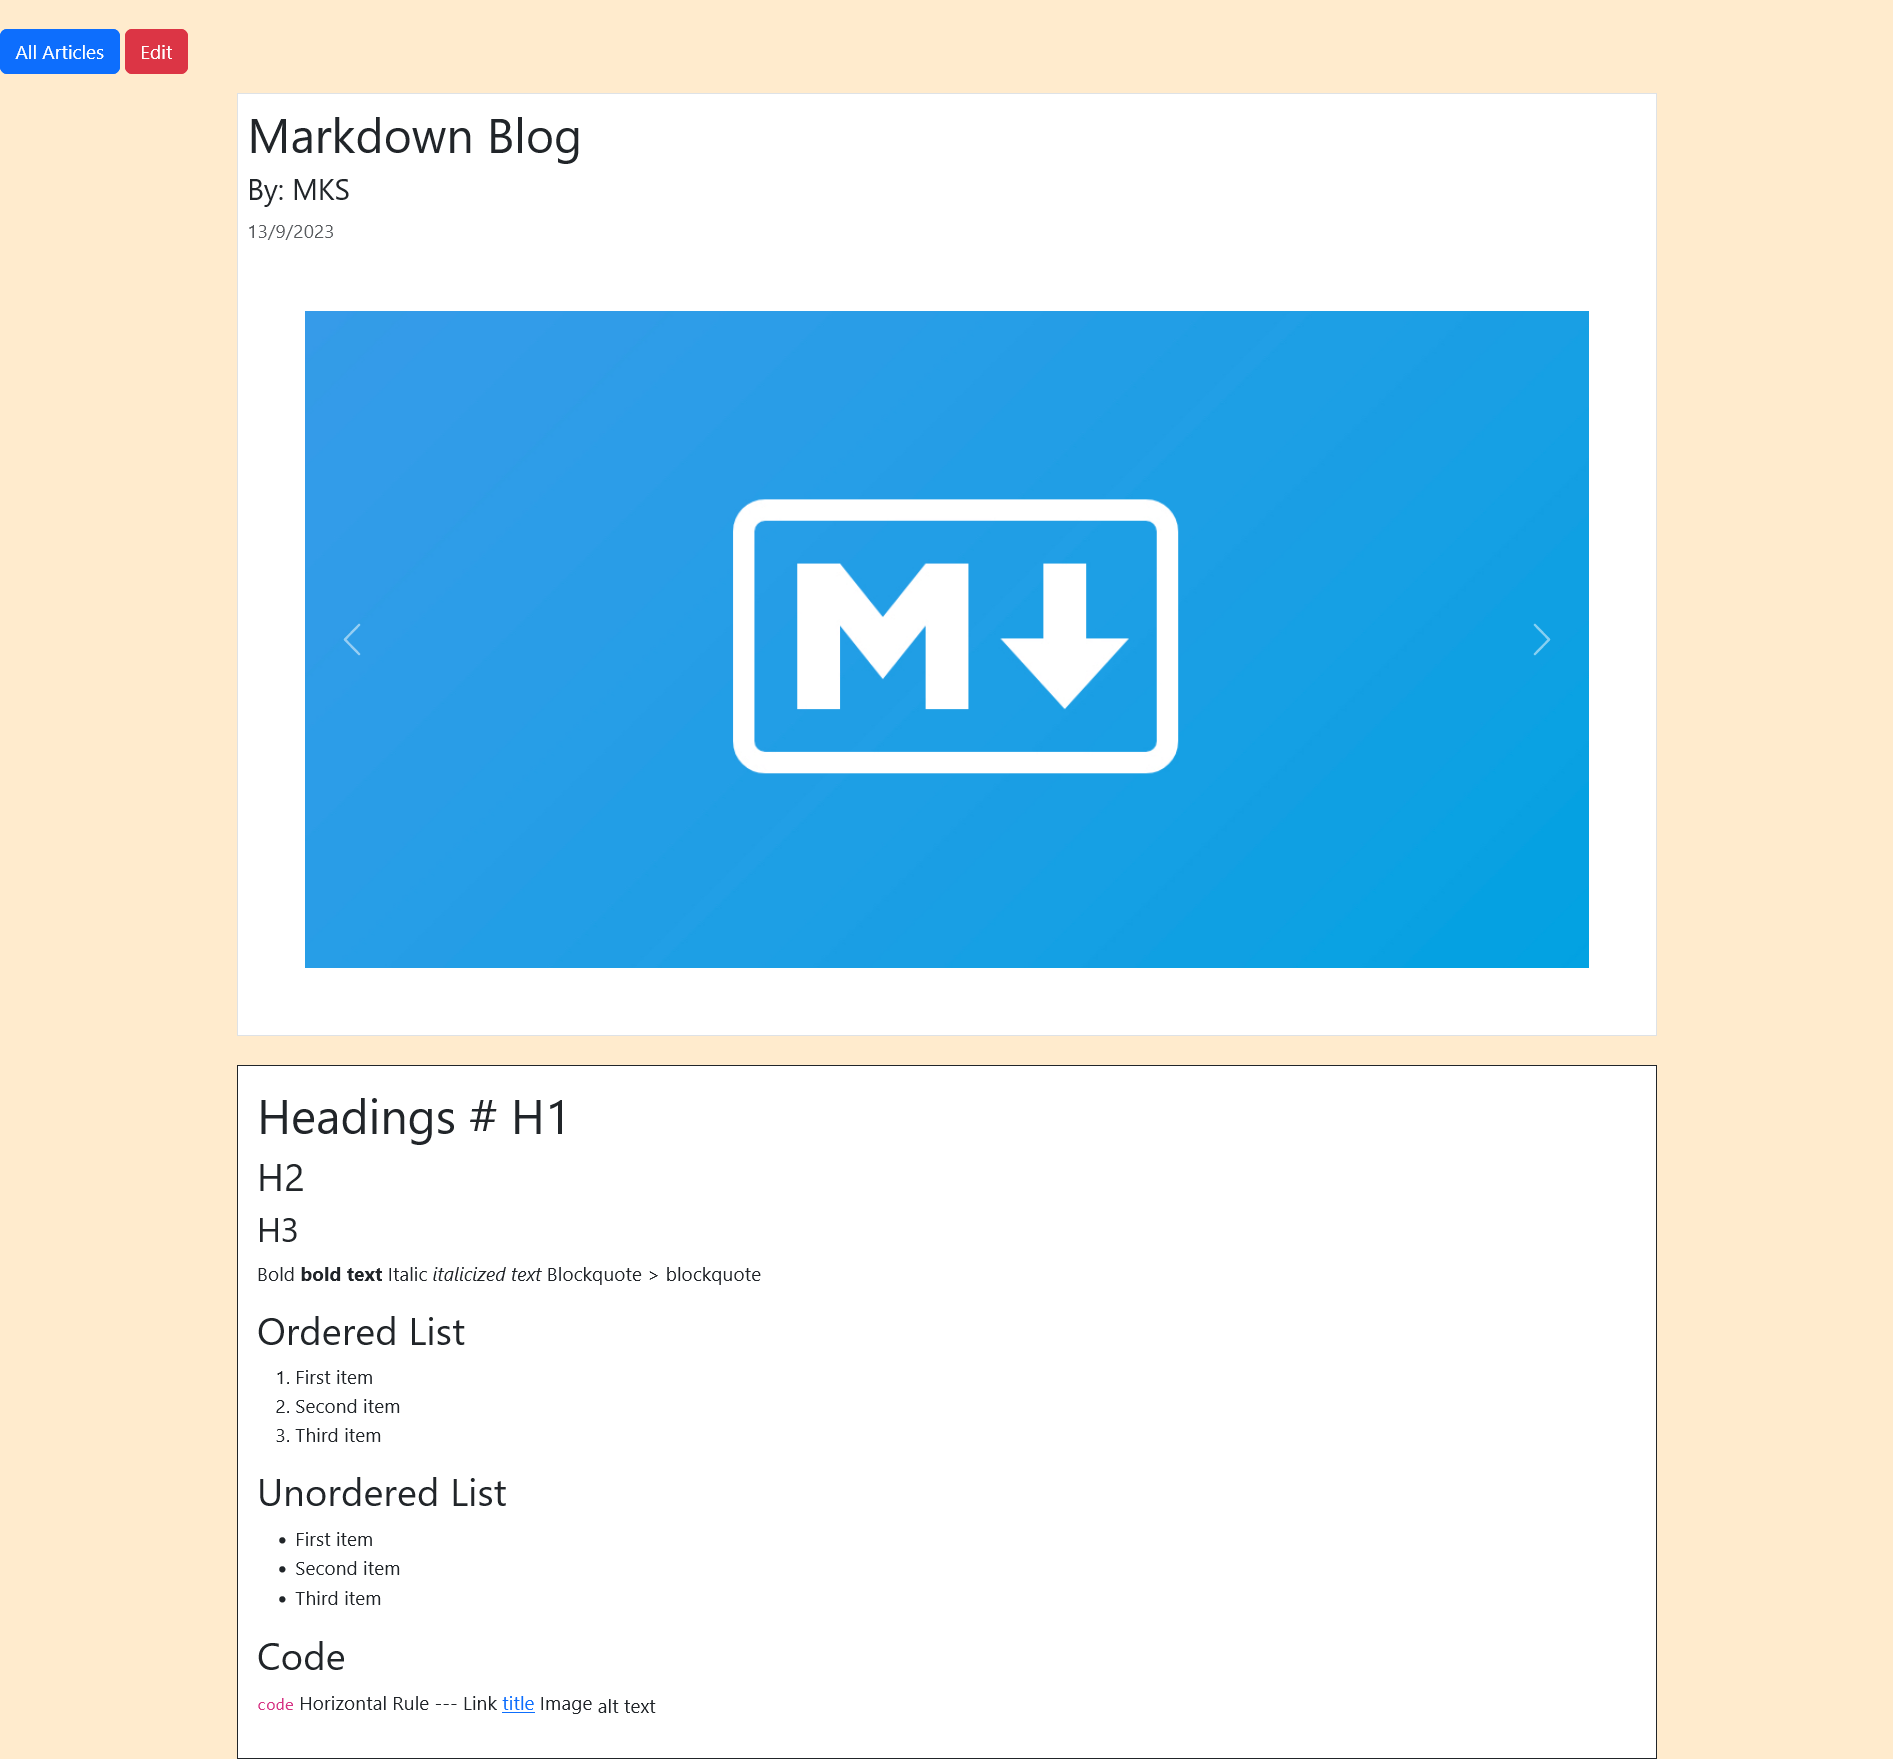 All Articles Edit
Markdown Blog
By: MKS
13/9/2023
M
Headings # H1
H2
H3
Bold bold text Italic italicized text Blockquote > blockquote
Ordered List
1. First item
2. Second item
3. Third item
Unordered List
• First item
• Second item
• Third item
Code
code Horizontal Rule --- Link title Image alt text